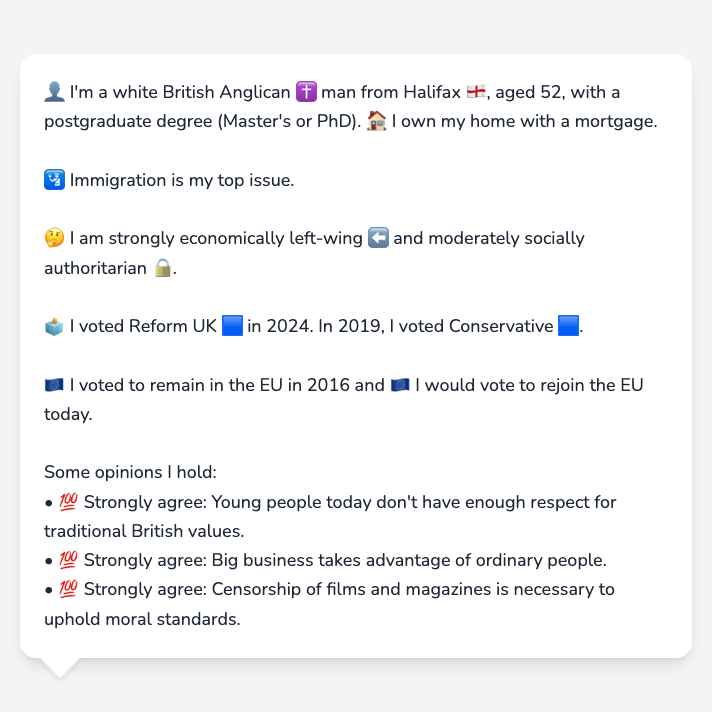 👤 I'm a white British Anglican ✝️ man from Halifax 🏴󠁧󠁢󠁥󠁮󠁧󠁿, aged 52, with a
postgraduate degree (Master's or PhD). 🏠 I own my home with a mortgage.
🛂 Immigration is my top issue.
🤔 I am strongly economically left-wing ⬅️ and moderately socially
authoritarian 🔒.
🗳️ I voted Reform UK 🟦 in 2024. In 2019, I voted Conservative 🟦.
🇪🇺 I voted to remain in the EU in 2016 and 🇪🇺 I would vote to rejoin the EU
today.
Some opinions I hold:
• 💯 Strongly agree: Young people today don't have enough respect for
traditional British values.
• 💯 Strongly agree: Big business takes advantage of ordinary people.
• 💯 Strongly agree: Censorship of films and magazines is necessary to
uphold moral standards.